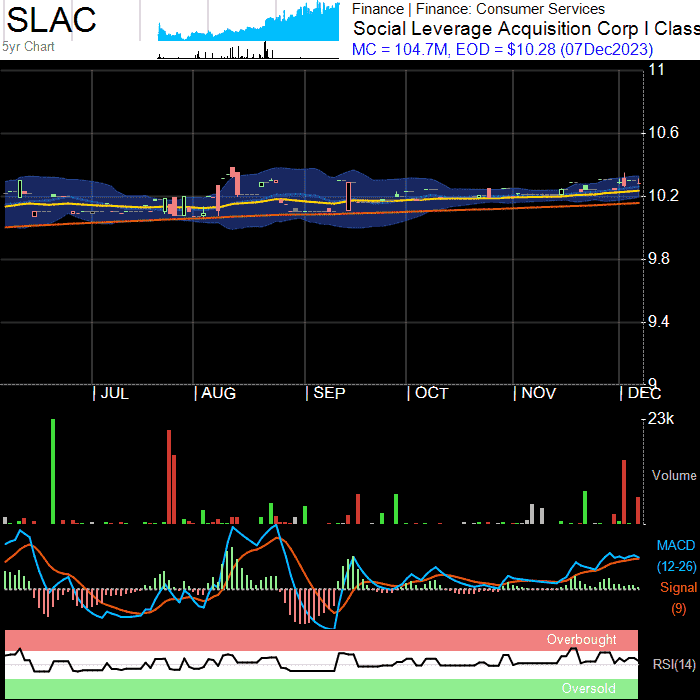 SLAC
5yr Chart
Finance | Finance: Consumer Services
Social Leverage Acquisition Corp I Class
MC = 104.7M, EOD = $10.28 (07Dec2023)
11
10.6
10.2
9.8
9.4
9
JUL AUG SEP OCT NOV DEC
23k
Volume
MACD
(12-26)
Signal
(9)
Overbought
RSI(14)
Oversold